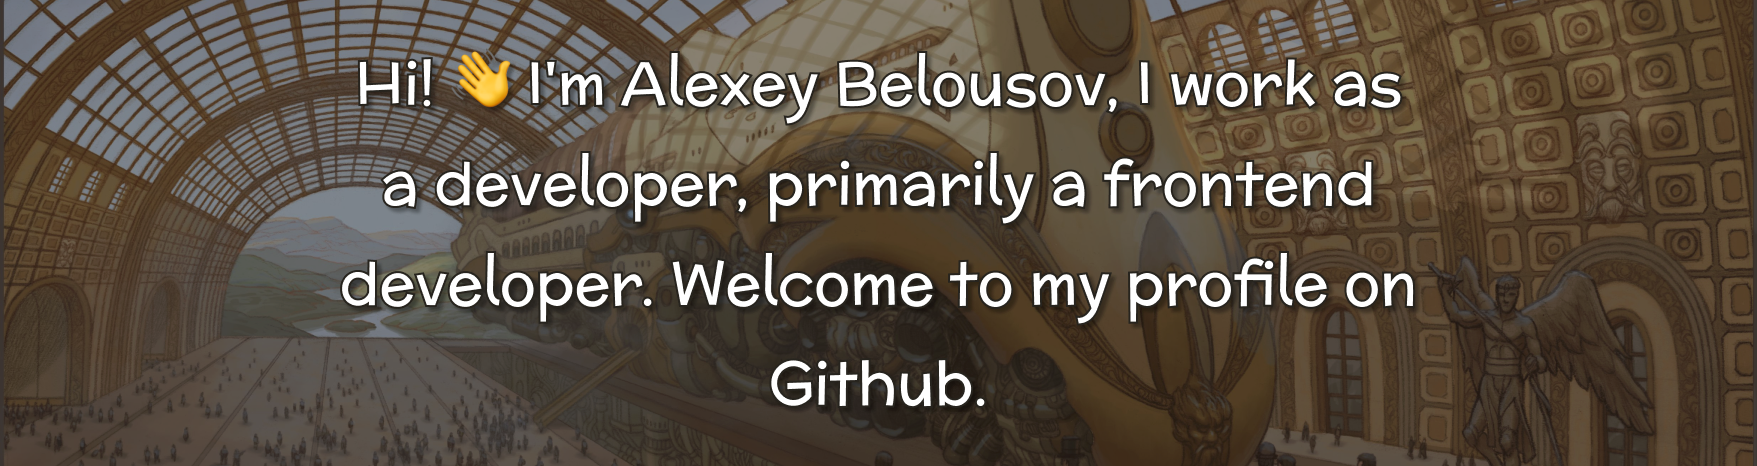 Hi! 👋 I'm Alexey Belousov, I work as
a developer, primarily a frontend
developer. Welcome to my profile on
Github.